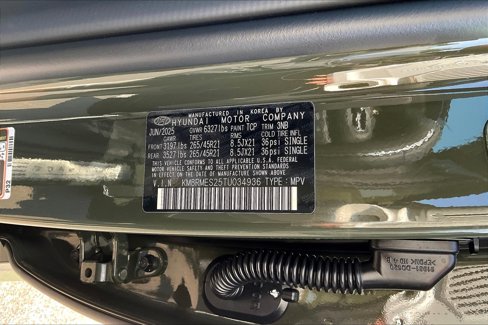 MANUFACTURED IN KOREA BY
HYUNDAI MOTOR COMPANY
JUN/2025 GVWR 6327lbs PAINT TCP TRIM NNB
GAWR TIRES RIMS COLD TIRE INFL
FRONT 3197lbs 265/45R21 8.5JX21 36psi SINGLE
REAR 3527lbs 265/45R21 8.5JX21 36psi SINGLE
THIS VEHICLE CONFORMS TO ALL APPLICABLE
U.S. FEDERAL MOTOR VEHICLE SAFETY AND
THEFT PREVENTION STANDARDS IN EFFECT ON
THE DATE OF MANUFACTURE SHOWN ABOVE.
V.I.N KM8RMES25TU034936 TYPE: MPV